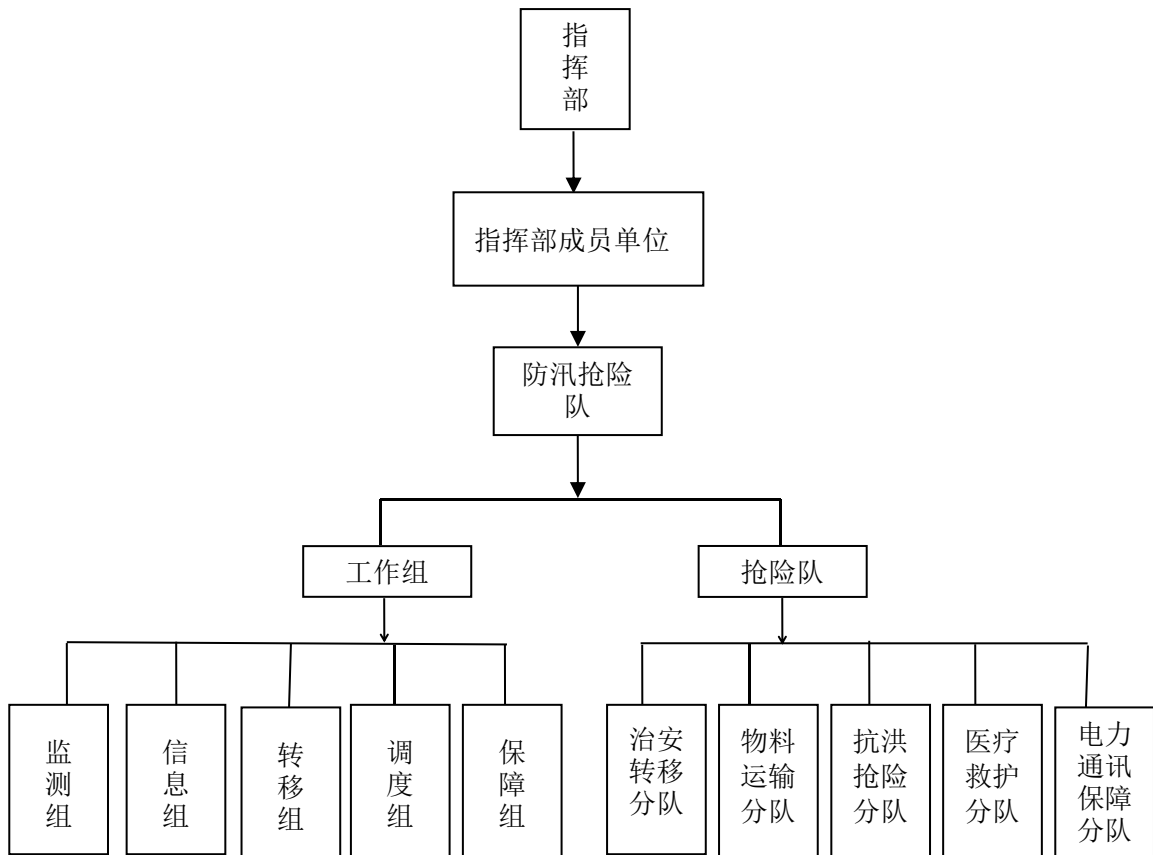 指
挥
部
指挥部成员单位
防汛抢险
队
工作组
抢险队
监
测
组
信
息
组
转
移
组
调
度
组
保
障
组
治安
转移
分队
物料
运输
分队
抗洪
抢险
分队
医疗
救护
分队
电力
通讯
保障
分队